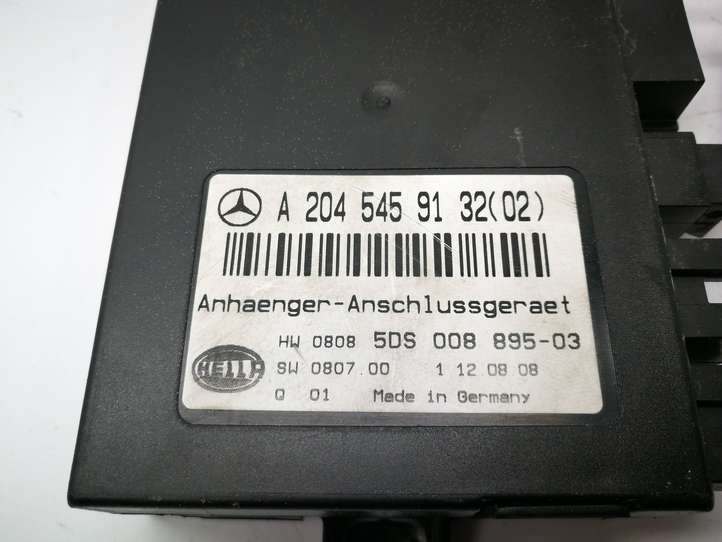 A 204 545 91 32(02)
Anhaenger-Anschlussgeraet
HW 0808 5DS 008 895-03
HELLA SW 0807.00 1 12.08 08
Q 01 Made in Germany